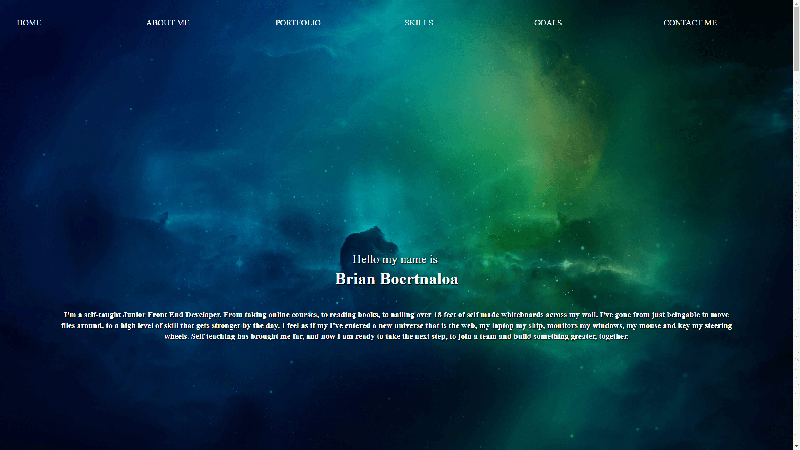 HOME
ABOUT ME
PORTFOLIO
SKILLS
GOALS
CONTACT ME
Hello my name is
Brian Boertnaloa
I'm a self-taught Junior Front End Developer. From taking online courses, to reading books, to nailing over 18 feet of self made whiteboards across my wall. I've gone from just beingable to move
files around, to a high level of skill that gets stronger by the day. I feel as if my I've entered a new universe that is the web, my laptop my ship, monitors my windows, my mouse and key my steering
wheels. Self teaching has brought me far, and now I am ready to take the next step, to join a team and build something greater, together.